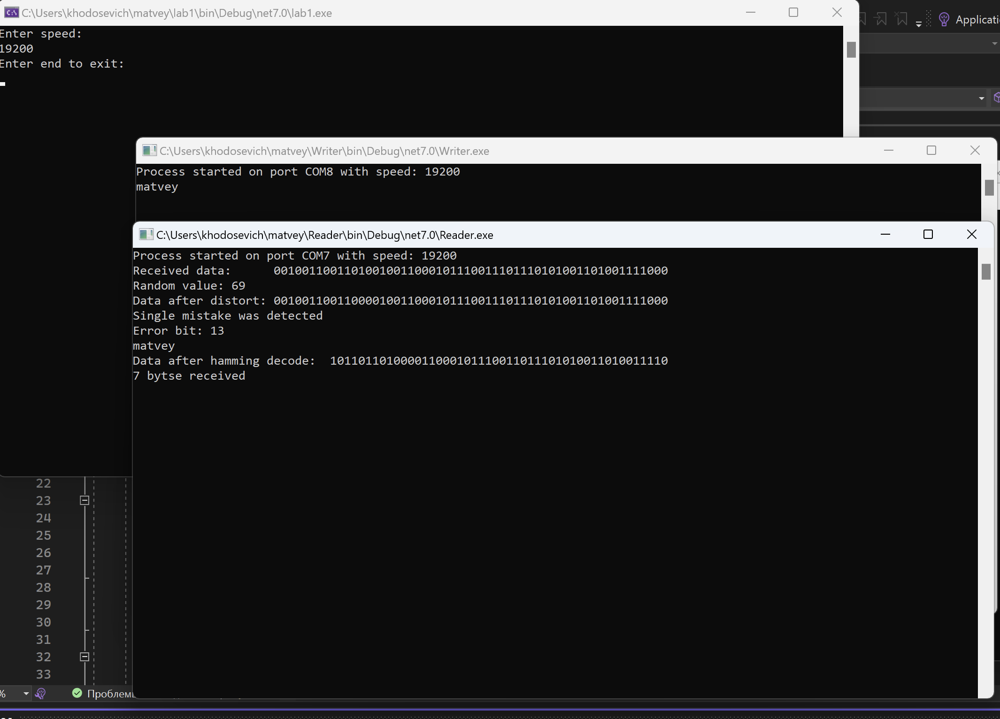 C:\Users\khodosevich\matvey\lab1\bin\Debug\net7.0\lab1.exe
Applicati
Enter speed:
19200
Enter end to exit:
C:\Users\khodosevich\matvey\Writer\bin\Debug\net7.0\Writer.exe
Process started on port COM8 with speed: 19200
matvey
C:\Users\khodosevich\matvey\Reader\bin\Debug\net7.0\Reader.exe
Process started on port COM7 with speed: 19200
Received data:      00100110011010010011000101110011101110101001101001111000
Random value: 69
Data after distort: 00100110011000010011000101110011101110101001101001111000
Single mistake was detected
Error bit: 13
matvey
Data after hamming decode:  101101101000011000101110011011101010011010011110
7 bytse received
22
23
24
25
26
27
28
29
30
31
32
33
%
Проблемы